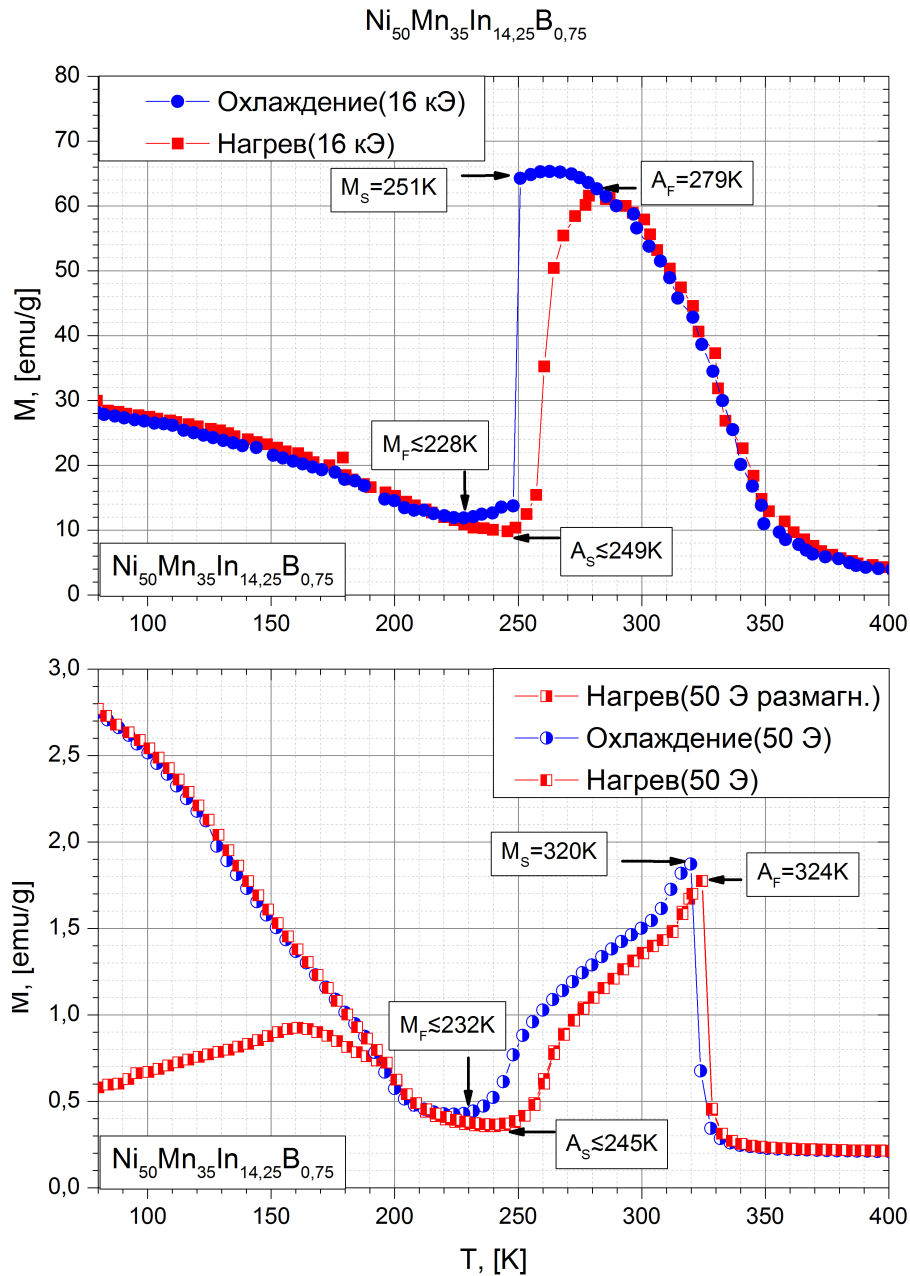 Ni50Mn35In14,25B0,75
80
70
60
50
40
30
20
10
0
M, [emu/g]
Охлаждение(16 кЭ)
Нагрев(16 кЭ)
MS=251K
AF=279K
MF≲228K
AS≲249K
Ni50Mn35In14,25B0,75
100 150 200 250 300 350 400
3,0
2,5
2,0
1,5
1,0
0,5
0,0
M, [emu/g]
Нагрев(50 Э размагн.)
Охлаждение(50 Э)
Нагрев(50 Э)
MS=320K
AF=324K
MF≲232K
AS≲245K
Ni50Mn35In14,25B0,75
100 150 200 250 300 350 400
T, [K]